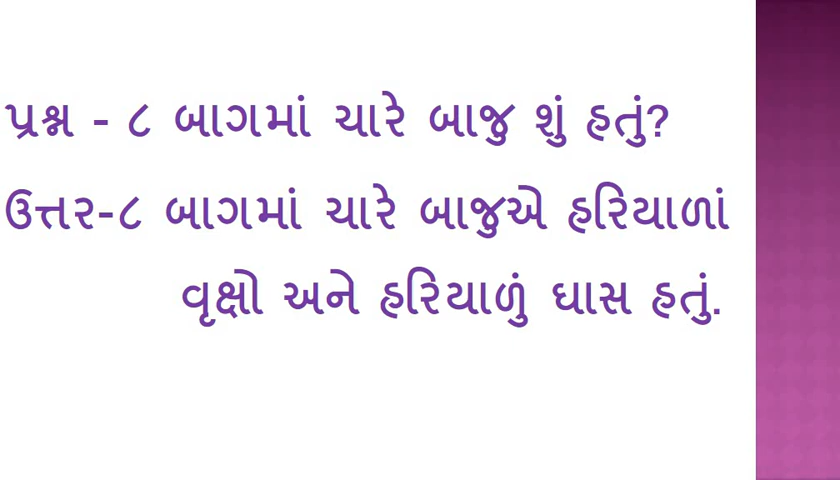 પ્રશ્ન - ૮ બાગમાં ચારે બાજુ શું હતું?
ઉત્તર-૮ બાગમાં ચારે બાજુએ હરિયાળાં
વૃક્ષો અને હરિયાળું ઘાસ હતું.